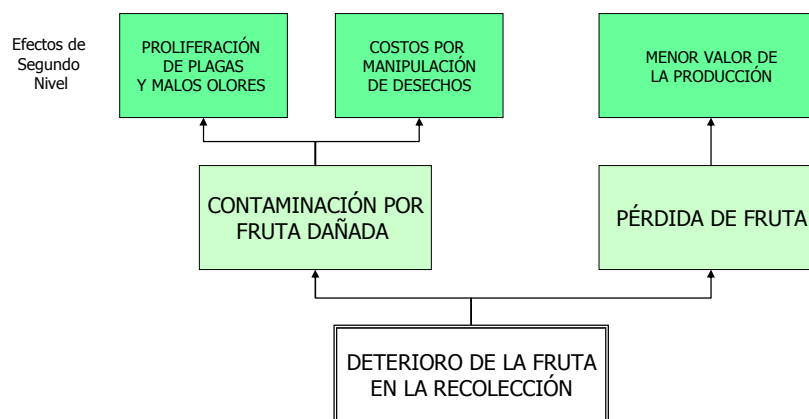 Efectos de
Segundo
Nivel
PROLIFERACIÓN
DE PLAGAS
Y MALOS OLORES
COSTOS POR
MANIPULACIÓN
DE DESECHOS
MENOR VALOR DE
LA PRODUCCIÓN
CONTAMINACIÓN POR
FRUTA DAÑADA
PÉRDIDA DE FRUTA
DETERIORO DE LA FRUTA
EN LA RECOLECCIÓN